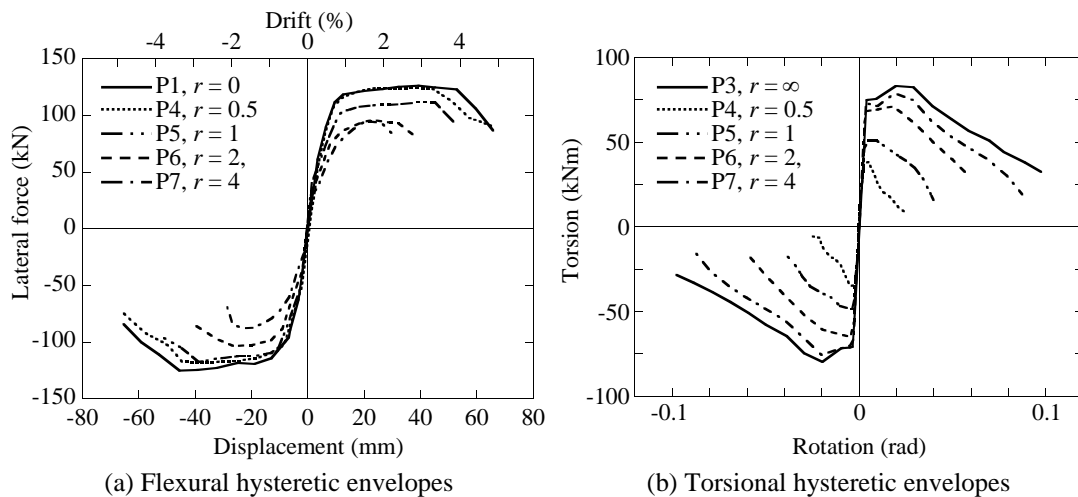 Drift (%)
-4 -2 0 2 4
150
100
50
0
-50
-100
-150
Lateral force (kN)
P1, r = 0
P4, r = 0.5
P5, r = 1
P6, r = 2,
P7, r = 4
-80 -60 -40 -20 0 20 40 60 80
Displacement (mm)
(a) Flexural hysteretic envelopes
100
50
0
-50
-100
Torsion (kNm)
P3, r = ∞
P4, r = 0.5
P5, r = 1
P6, r = 2,
P7, r = 4
-0.1 0 0.1
Rotation (rad)
(b) Torsional hysteretic envelopes